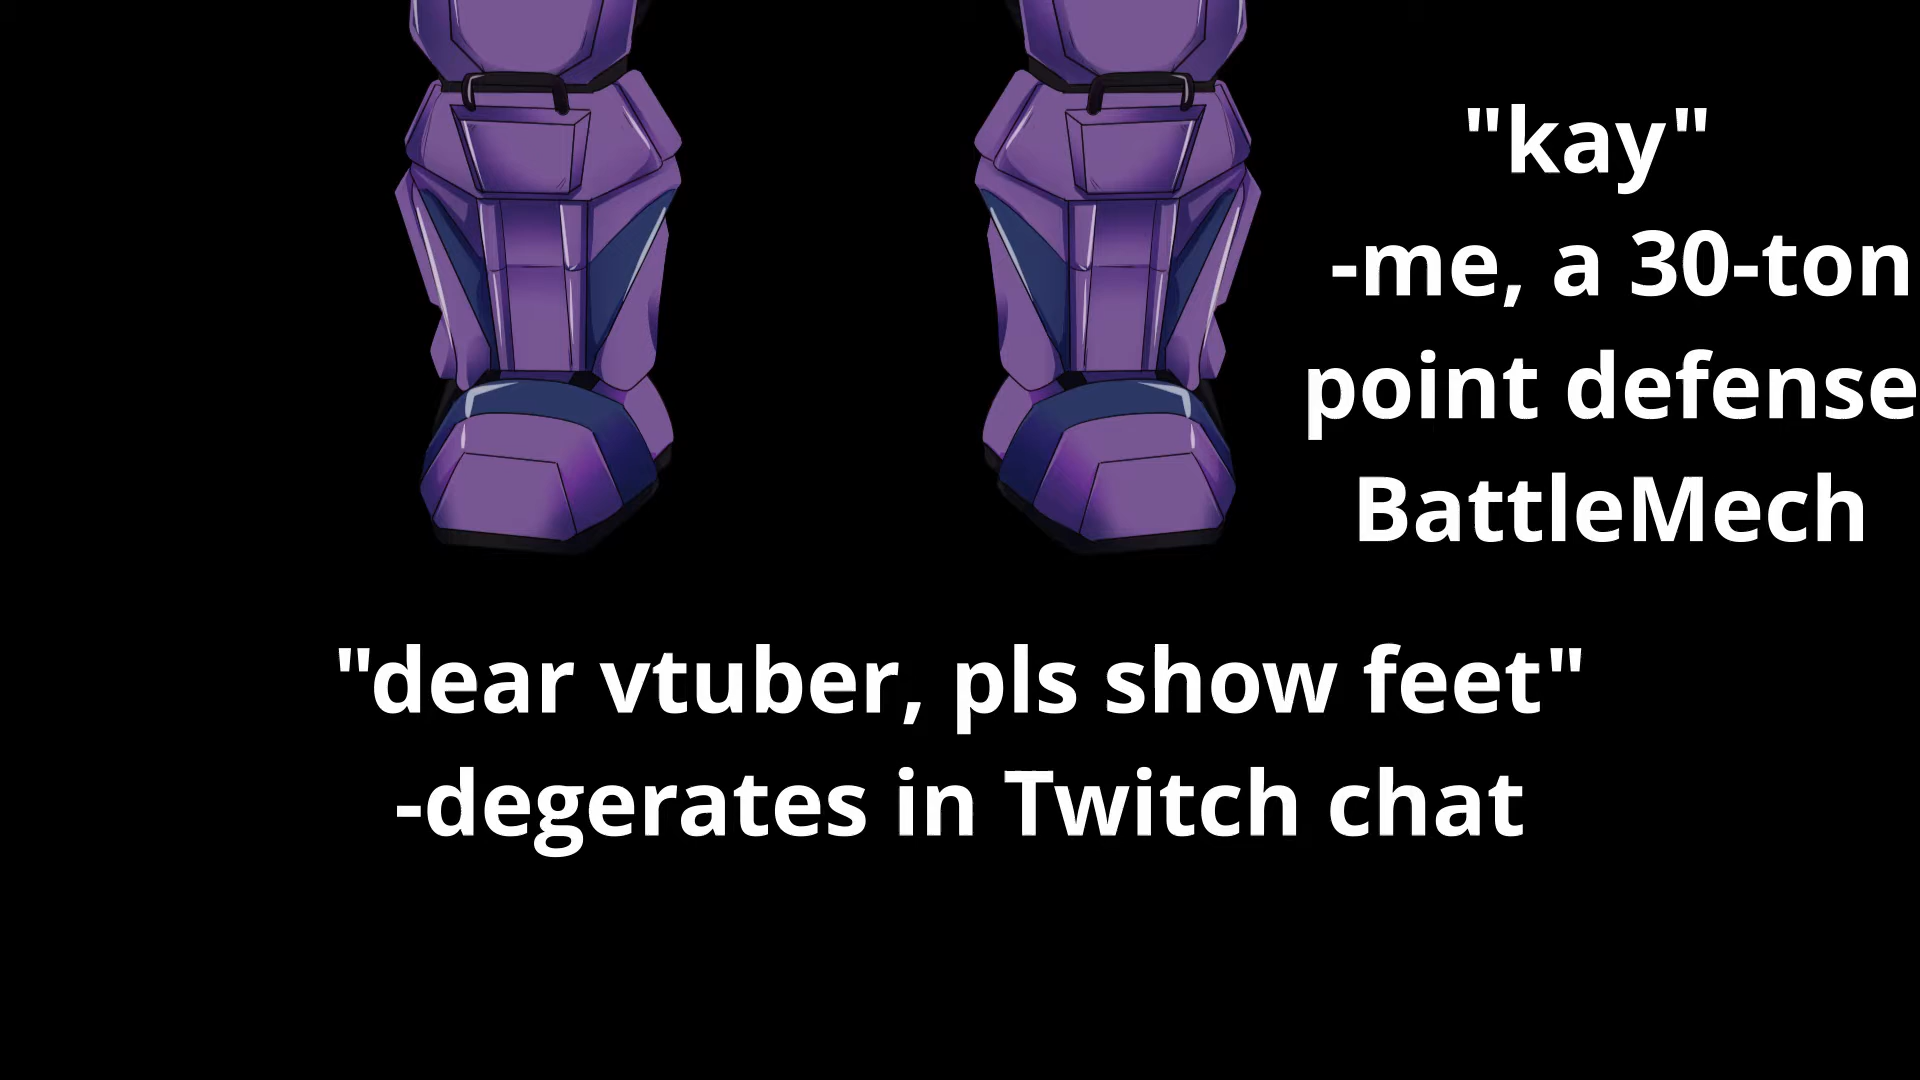 "kay"
-me, a 30-ton
point defense
BattleMech
"dear vtuber, pls show feet"
-degerates in Twitch chat